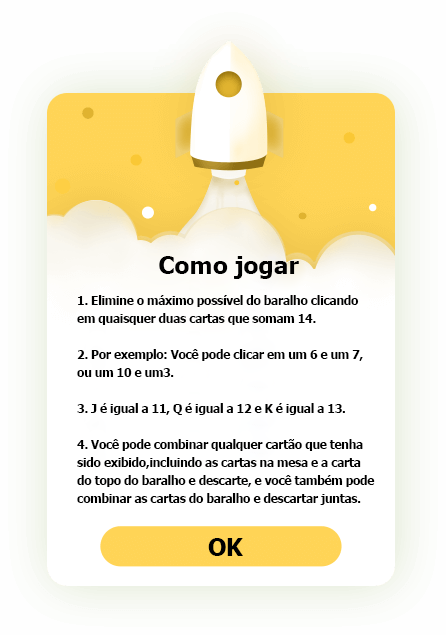 Como jogar
1. Elimine o máximo possível do baralho clicando
em quaisquer duas cartas que somam 14.
2. Por exemplo: Você pode clicar em um 6 e um 7,
ou um 10 e um3.
3. J é igual a 11, Q é igual a 12 e K é igual a 13.
4. Você pode combinar qualquer cartão que tenha
sido exibido,incluindo as cartas na mesa e a carta
do topo do baralho e descarte, e você também pode
combinar as cartas do baralho e descartar juntas.
OK